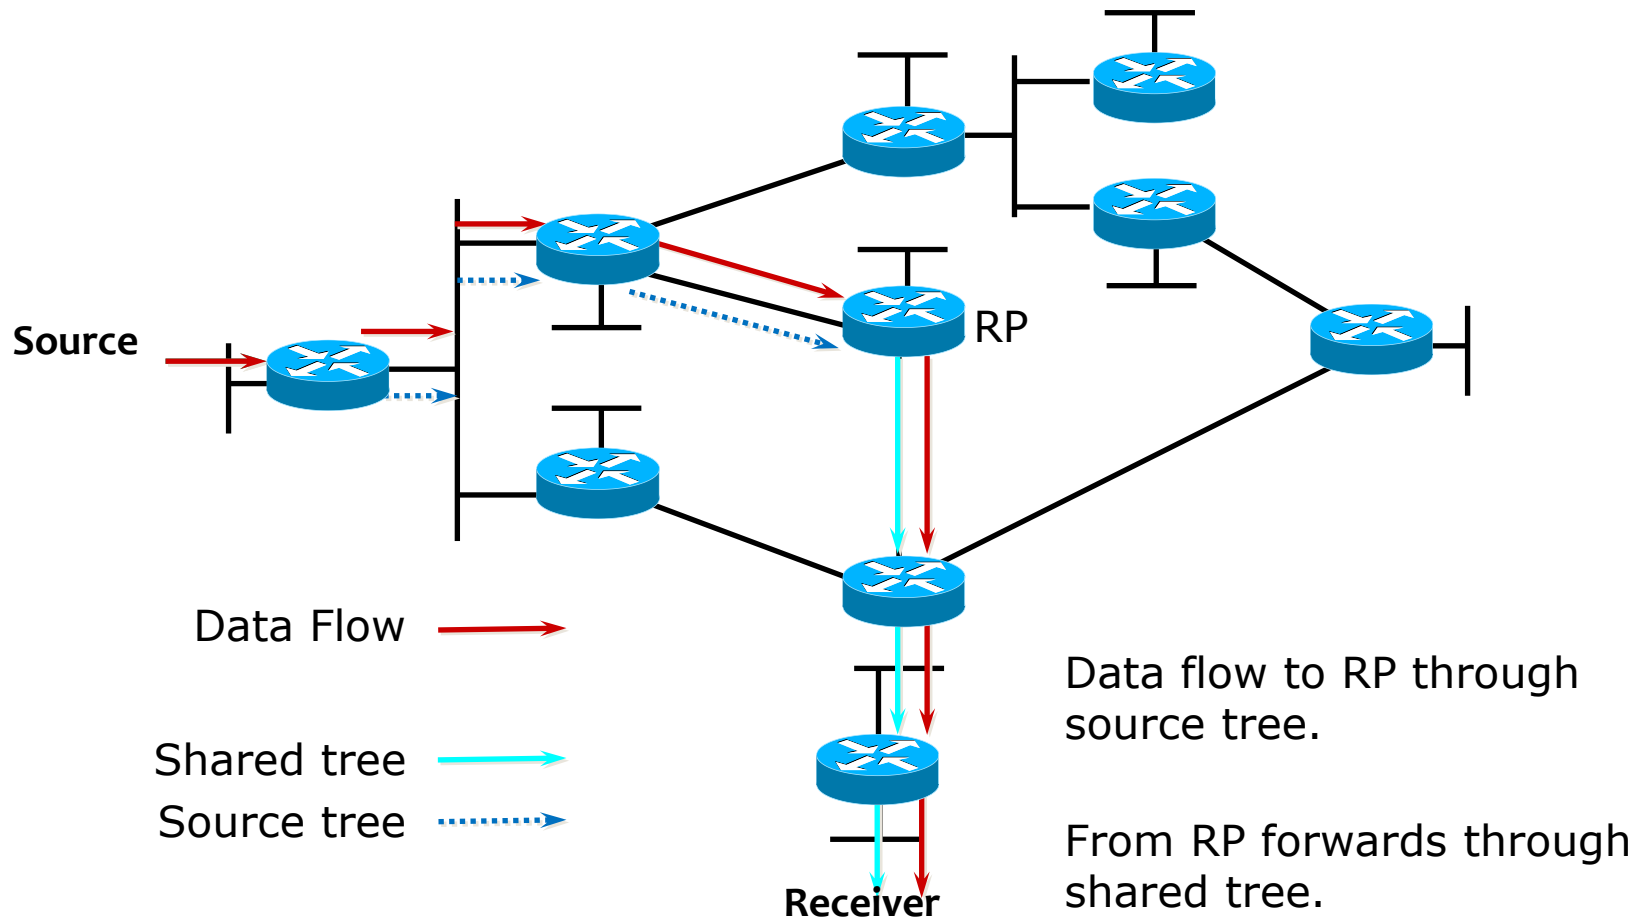 RP
Source
Data Flow
Shared tree
Source tree
Data flow to RP through
source tree.
From RP forwards through
shared tree.
Receiver